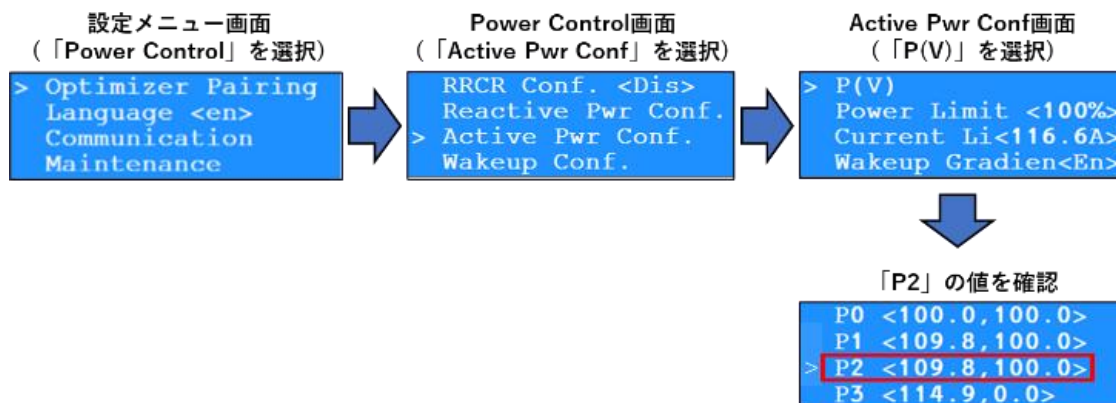 設定メニュー画面
(「Power Control」を選択)
> Optimizer Pairing
Language <en>
Communication
Maintenance
Power Control画面
(「Active Pwr Conf」を選択)
RRCR Conf. <Dis>
Reactive Pwr Conf.
> Active Pwr Conf.
Wakeup Conf.
Active Pwr Conf画面
(「P(V)」を選択)
> P(V)
Power Limit <100%>
Current Li<116.6A>
Wakeup Gradien<En>
「P2」の値を確認
P0 <100.0,100.0>
P1 <109.8,100.0>
> P2 <109.8,100.0>
P3 <114.9,0.0>